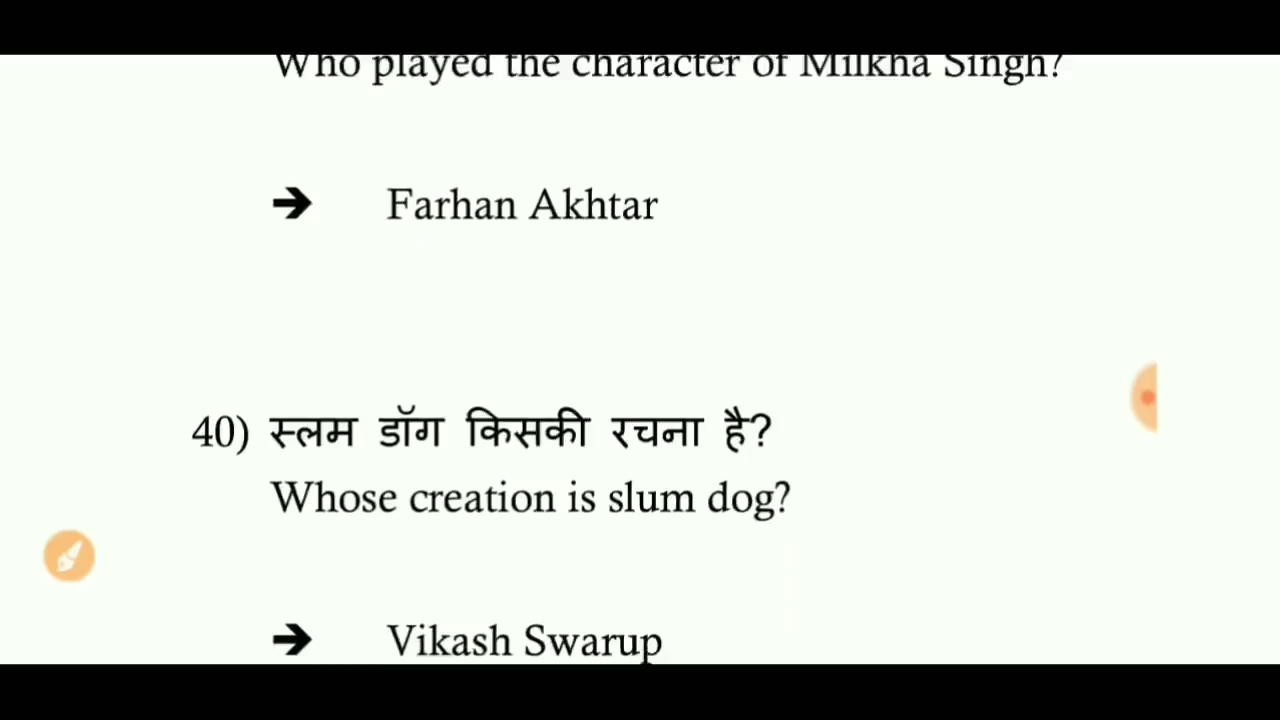 Who played the character of Milkha Singh?
➔ Farhan Akhtar
40) स्लम डॉग किसकी रचना है?
Whose creation is slum dog?
➔ Vikash Swarup